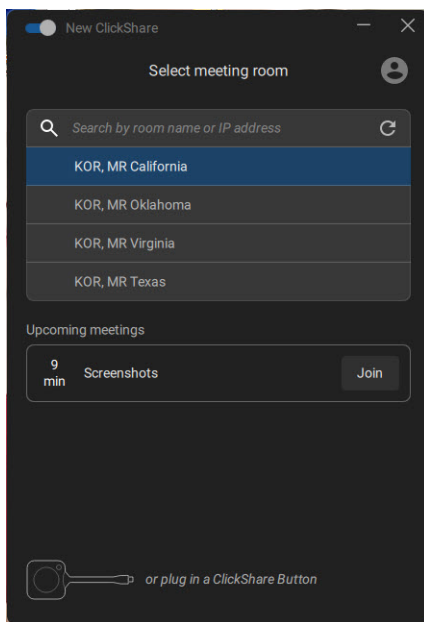 New ClickShare
Select meeting room
Search by room name or IP address
KOR, MR California
KOR, MR Oklahoma
KOR, MR Virginia
KOR, MR Texas
Upcoming meetings
9
min
Screenshots
Join
or plug in a ClickShare Button